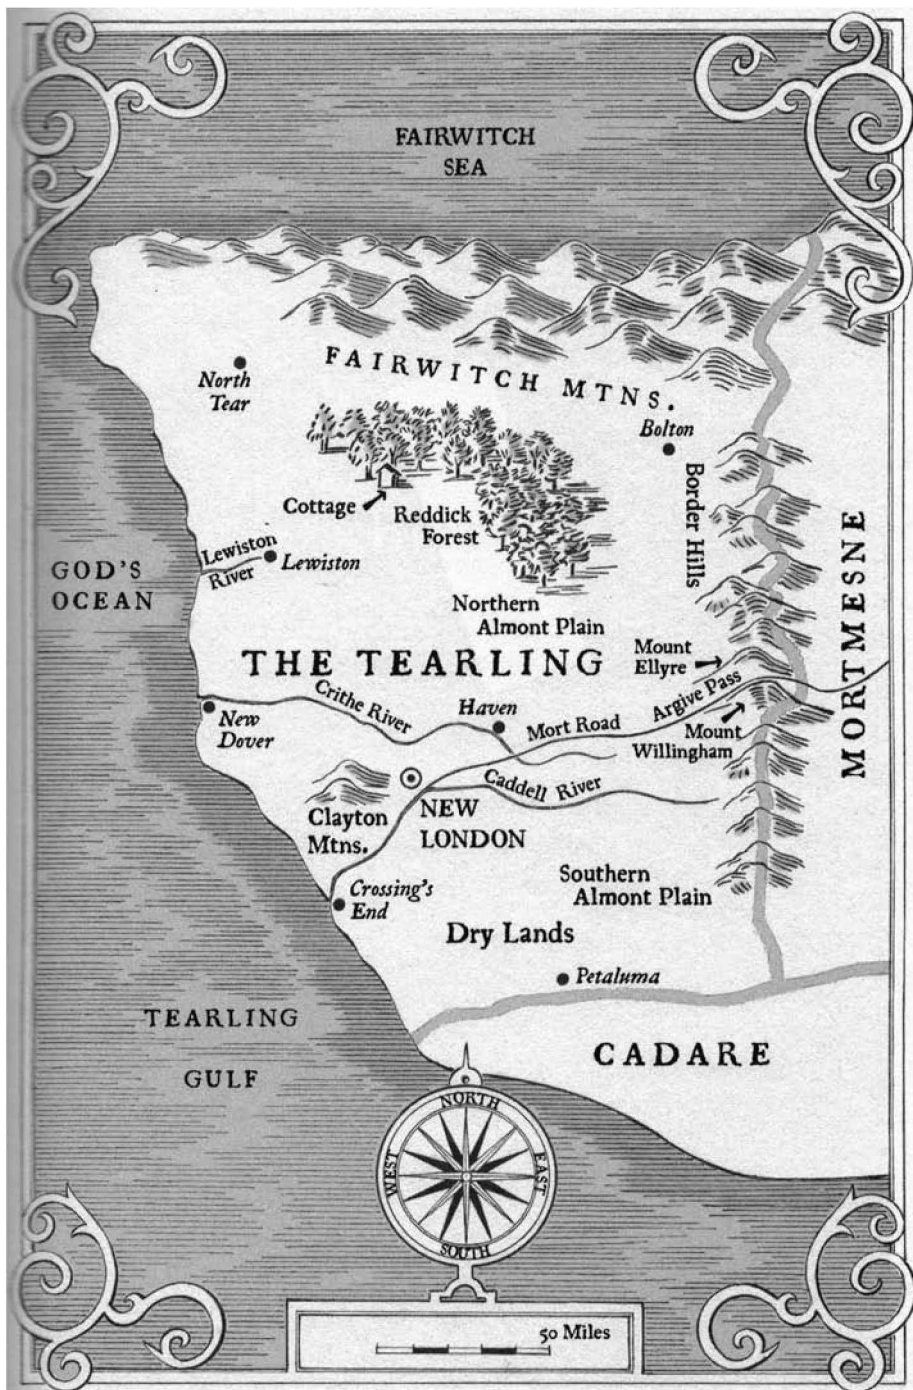 FAIRWITCH
SEA
FAIRWITCH MTNS.
North
Tear
Bolton
Cottage
Reddick
Forest
Border Hills
MORTMESNE
Lewiston
River
Lewiston
GOD'S
OCEAN
Northern
Almont Plain
THE TEARLING
Mount
Ellyre
Argive Pass
Crithe River
Haven
Mort Road
New
Dover
Mount
Willingham
Caddell River
Clayton
Mtns.
NEW
LONDON
Southern
Almont Plain
Crossing's
End
Dry Lands
Petaluma
TEARLING
GULF
CADARE
NORTH
WEST
EAST
SOUTH
50 Miles